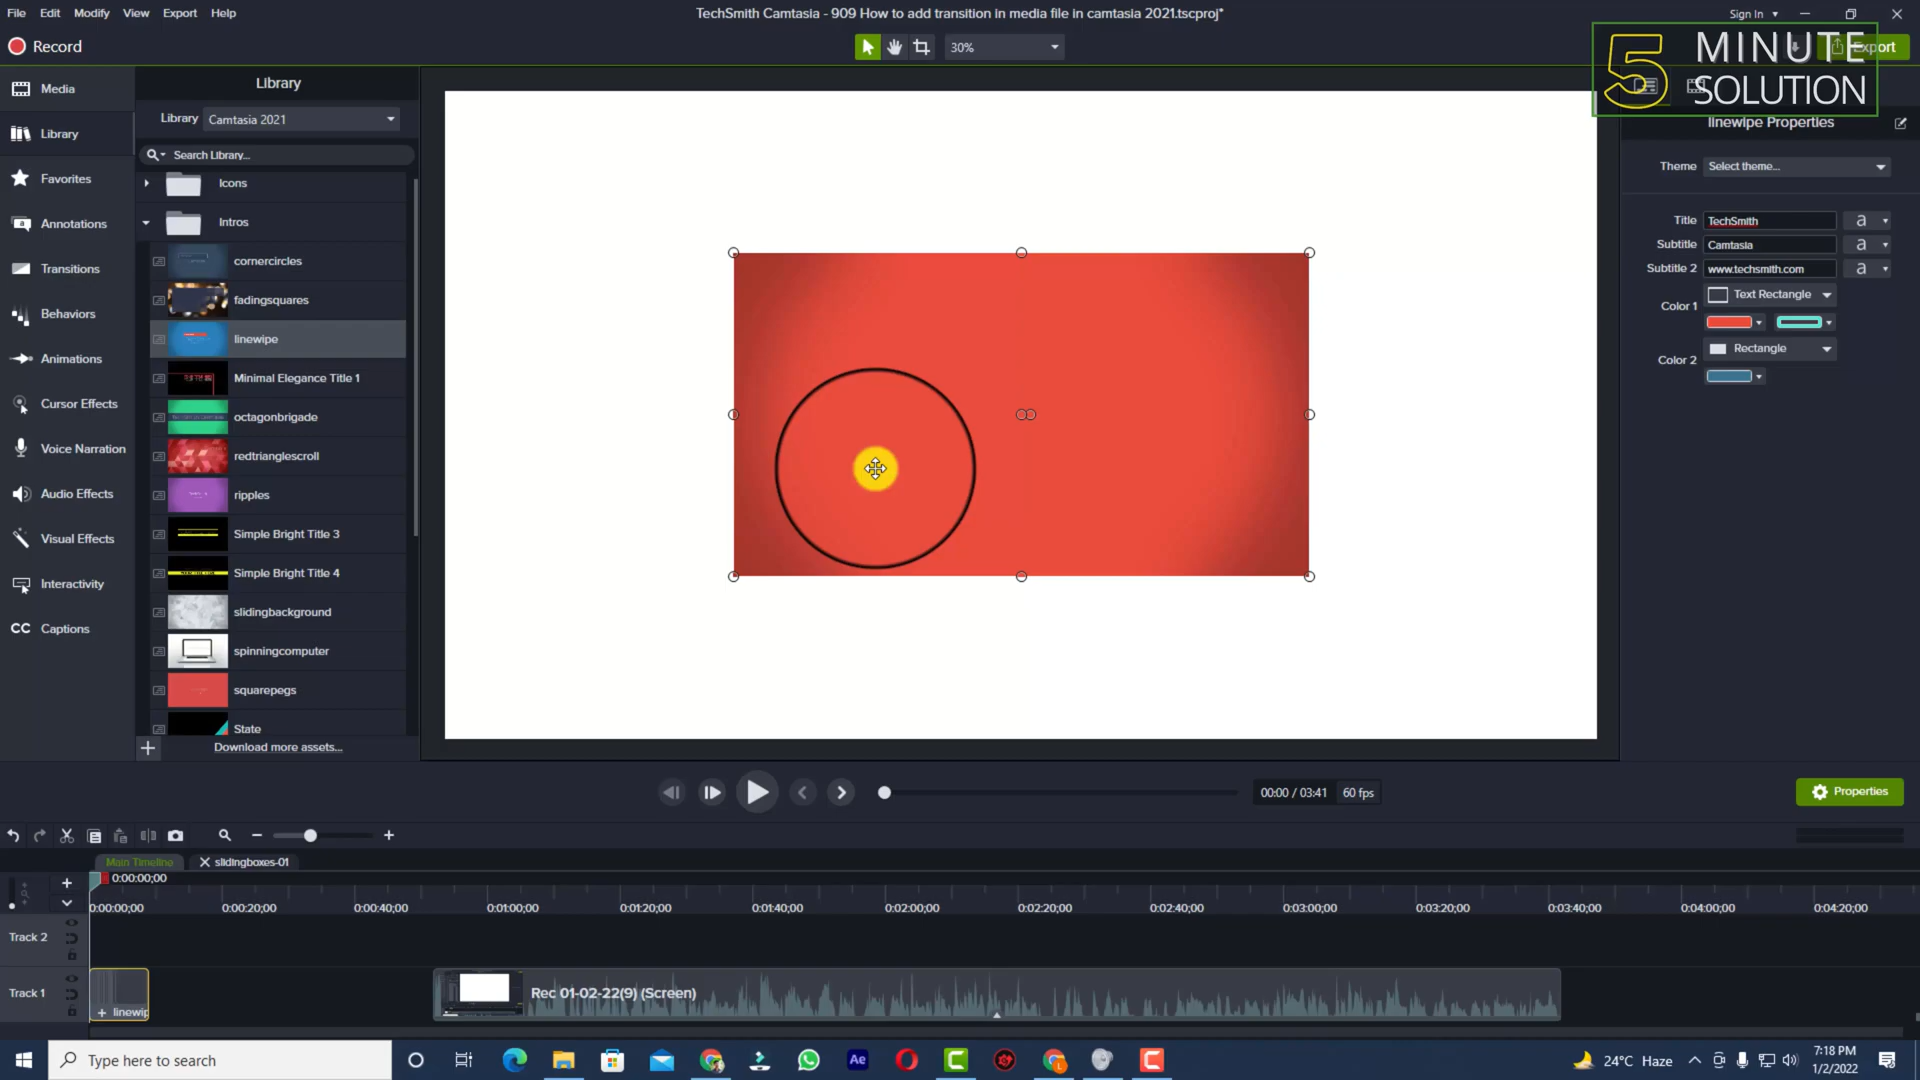 File Edit Modify View Export Help
TechSmith Camtasia - 909 How to add transition in media file in camtasia 2021.tscproj*
Sign In
Record
30%
Export
5 MINUTE
SOLUTION
Media
Library
Favorites
Annotations
Transitions
Behaviors
Animations
Cursor Effects
Voice Narration
Audio Effects
Visual Effects
Interactivity
CC Captions
Library
Library Camtasia 2021
Search Library...
Icons
Intros
cornercircles
fadingsquares
linewipe
Minimal Elegance Title 1
octagonbrigade
redtrianglescroll
ripples
Simple Bright Title 3
Simple Bright Title 4
slidingbackground
spinningcomputer
squarepegs
State
Download more assets...
linewipe Properties
Theme Select theme...
Title TechSmith a
Subtitle Camtasia a
Subtitle 2 www.techsmith.com a
Color 1 Text Rectangle
Color 2 Rectangle
00:00 / 03:41 60 fps
Properties
Main Timeline slidingboxes-01
0:00:00;00
0:00:00;00 0:00:20;00 0:00:40;00 0:01:00;00 0:01:20;00 0:01:40;00 0:02:00;00 0:02:20;00 0:02:40;00 0:03:00;00 0:03:20;00 0:03:40;00 0:04:00;00 0:04:20;00
Track 2
Track 1
linewip
Rec 01-02-22(9) (Screen)
Type here to search
Ae
24°C Haze
7:18 PM
1/2/2022